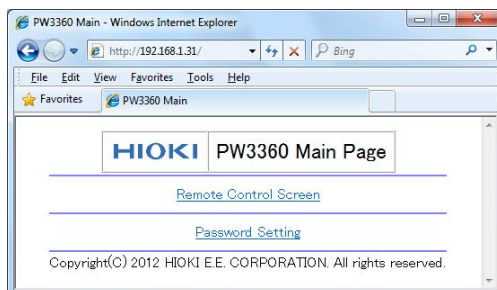 PW3360 Main - Windows Internet Explorer
http://192.168.1.31/
Bing
File Edit View Favorites Tools Help
Favorites
PW3360 Main
HIOKI PW3360 Main Page
Remote Control Screen
Password Setting
Copyright(C) 2012 HIOKI E.E. CORPORATION. All rights reserved.